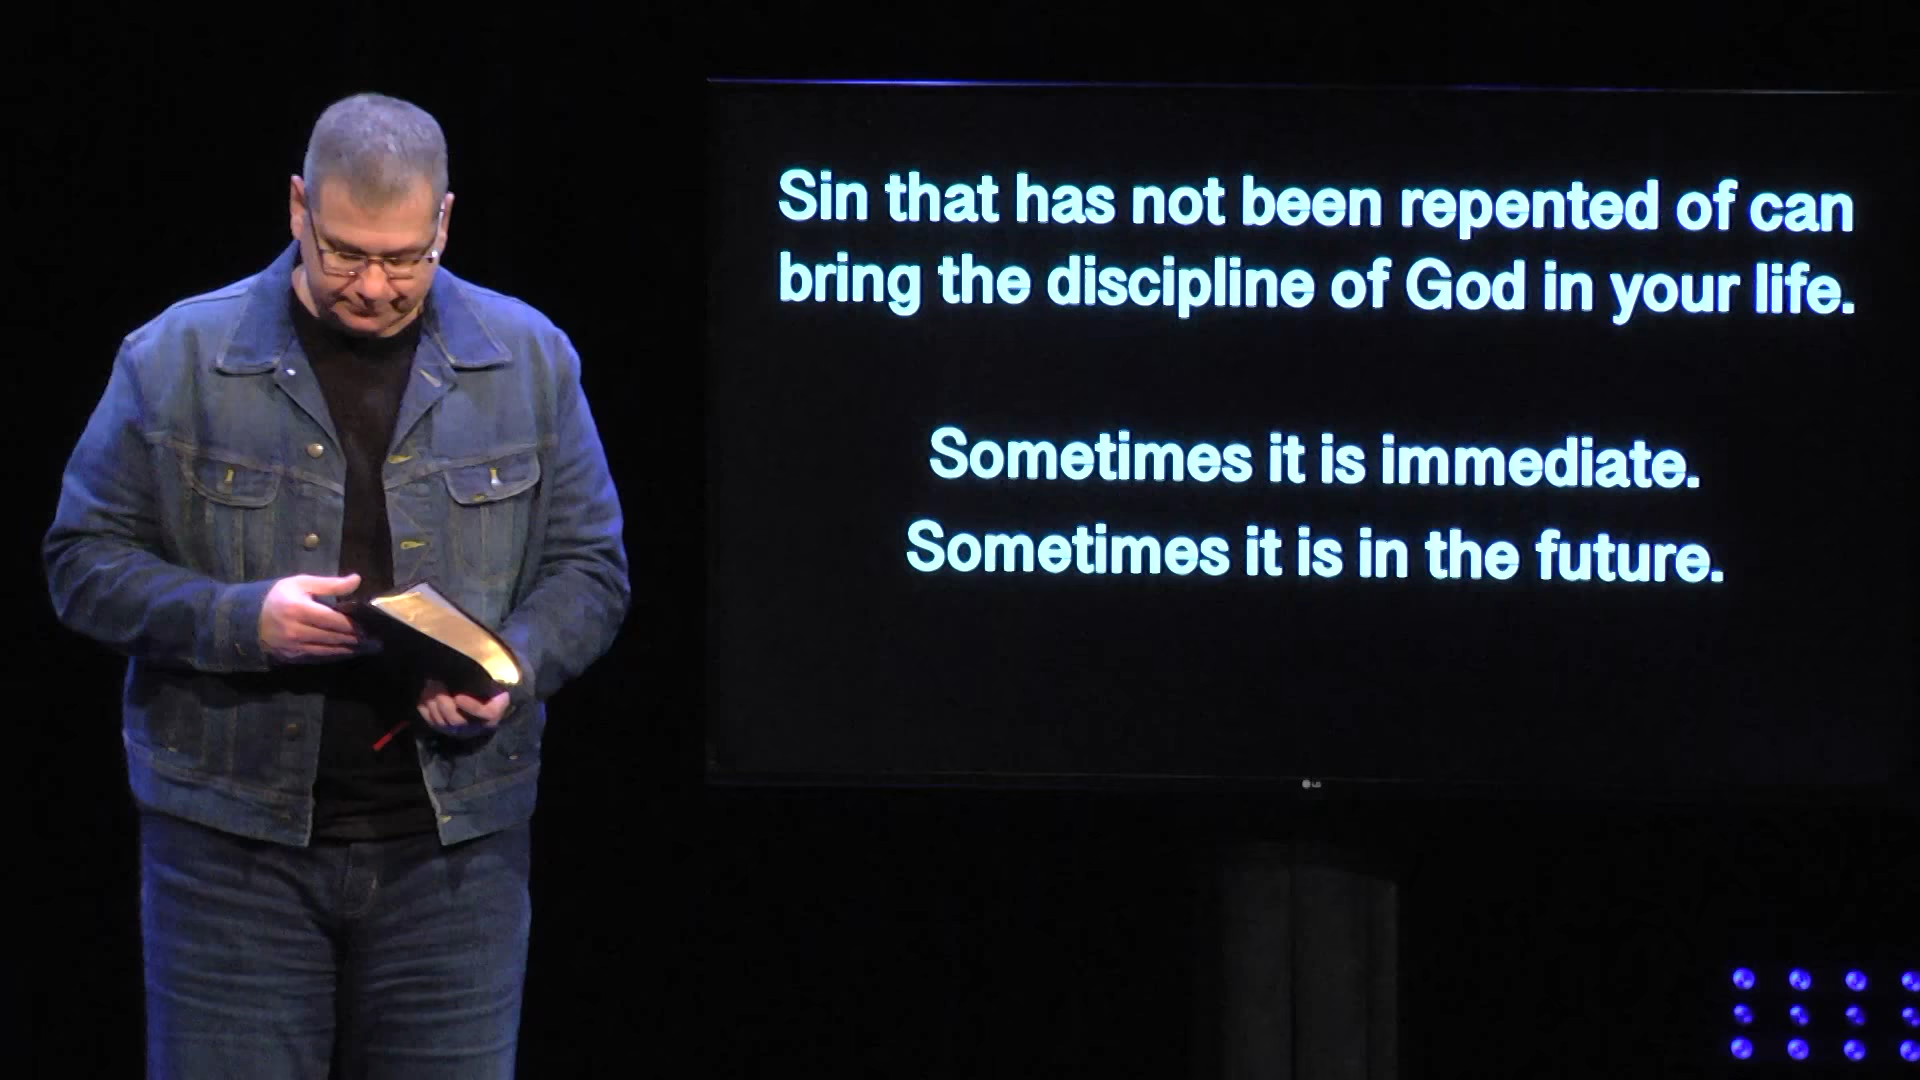 Sin that has not been repented of can
bring the discipline of God in your life.
Sometimes it is immediate.
Sometimes it is in the future.
LG